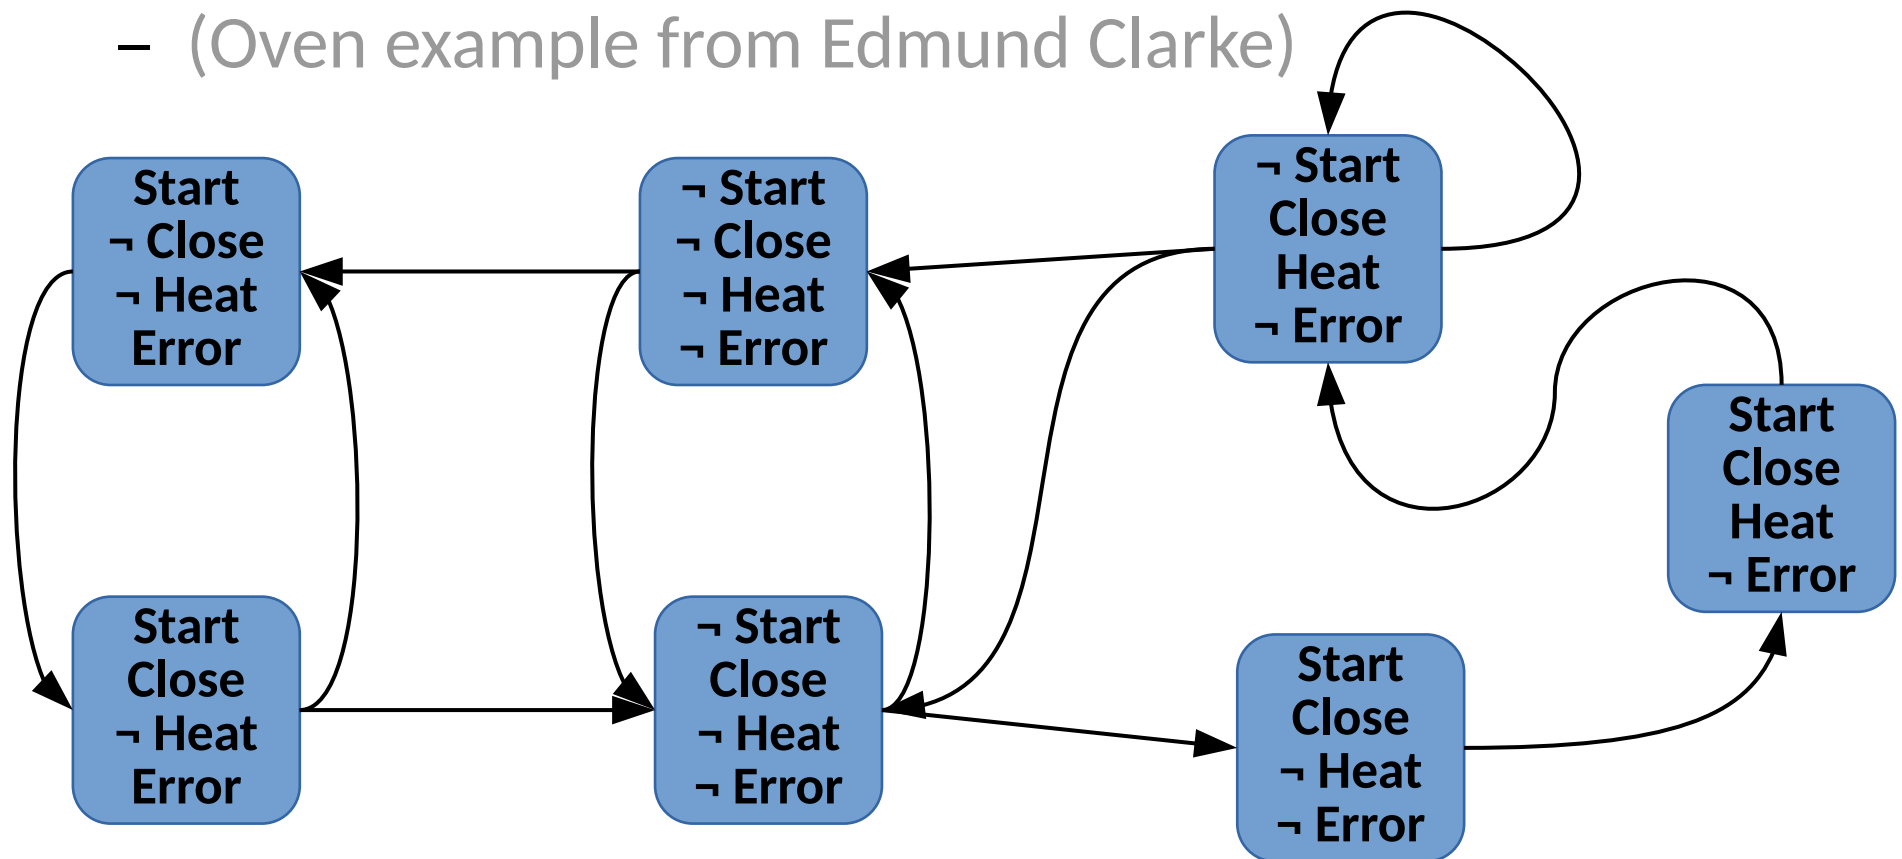 – (Oven example from Edmund Clarke)
Start
¬ Close
¬ Heat
Error
¬ Start
¬ Close
¬ Heat
¬ Error
¬ Start
Close
Heat
¬ Error
Start
Close
Heat
¬ Error
Start
Close
¬ Heat
Error
¬ Start
Close
¬ Heat
¬ Error
Start
Close
¬ Heat
¬ Error